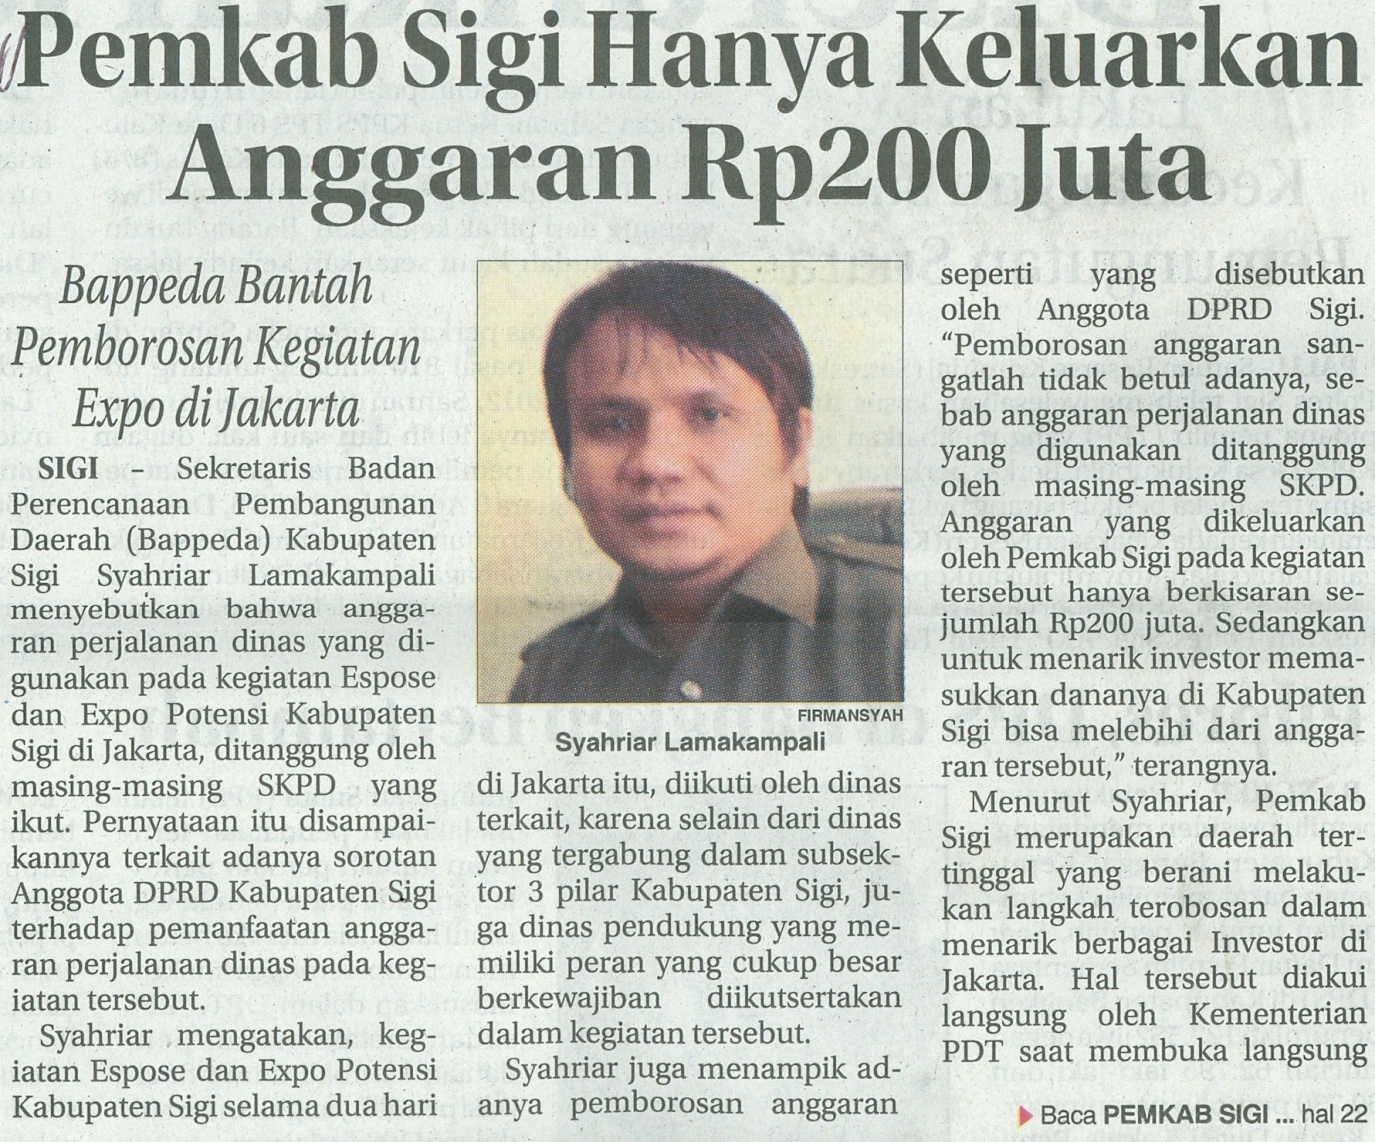 Pemkab Sigi Hanya Keluarkan
Anggaran Rp200 Juta
Bappeda Bantah
Pemborosan Kegiatan
Expo di Jakarta
SIGI – Sekretaris Badan
Perencanaan Pembangunan
Daerah (Bappeda) Kabupaten
Sigi Syahriar Lamakampali
menyebutkan bahwa angga-
ran perjalanan dinas yang di-
gunakan pada kegiatan Espose
dan Expo Potensi Kabupaten
Sigi di Jakarta, ditanggung oleh
masing-masing SKPD yang
ikut. Pernyataan itu disampai-
kannya terkait adanya sorotan
Anggota DPRD Kabupaten Sigi
terhadap pemanfaatan angga-
ran perjalanan dinas pada keg-
iatan tersebut.
Syahriar mengatakan, keg-
iatan Espose dan Expo Potensi
Kabupaten Sigi selama dua hari
FIRMANSYAH
Syahriar Lamakampali
di Jakarta itu, diikuti oleh dinas
terkait, karena selain dari dinas
yang tergabung dalam subsek-
tor 3 pilar Kabupaten Sigi, ju-
ga dinas pendukung yang me-
miliki peran yang cukup besar
berkewajiban diikutsertakan
dalam kegiatan tersebut.
Syahriar juga menampik ad-
anya pemborosan anggaran
seperti yang disebutkan
oleh Anggota DPRD Sigi.
“Pemborosan anggaran san-
gatlah tidak betul adanya, se-
bab anggaran perjalanan dinas
yang digunakan ditanggung
oleh masing-masing SKPD.
Anggaran yang dikeluarkan
oleh Pemkab Sigi pada kegiatan
tersebut hanya berkisaran se-
jumlah Rp200 juta. Sedangkan
untuk menarik investor mema-
sukkan dananya di Kabupaten
Sigi bisa melebihi dari angga-
ran tersebut,” terangnya.
Menurut Syahriar, Pemkab
Sigi merupakan daerah ter-
tinggal yang berani melaku-
kan langkah terobosan dalam
menarik berbagai Investor di
Jakarta. Hal tersebut diakui
langsung oleh Kementerian
PDT saat membuka langsung
Baca PEMKAB SIGI ... hal 22